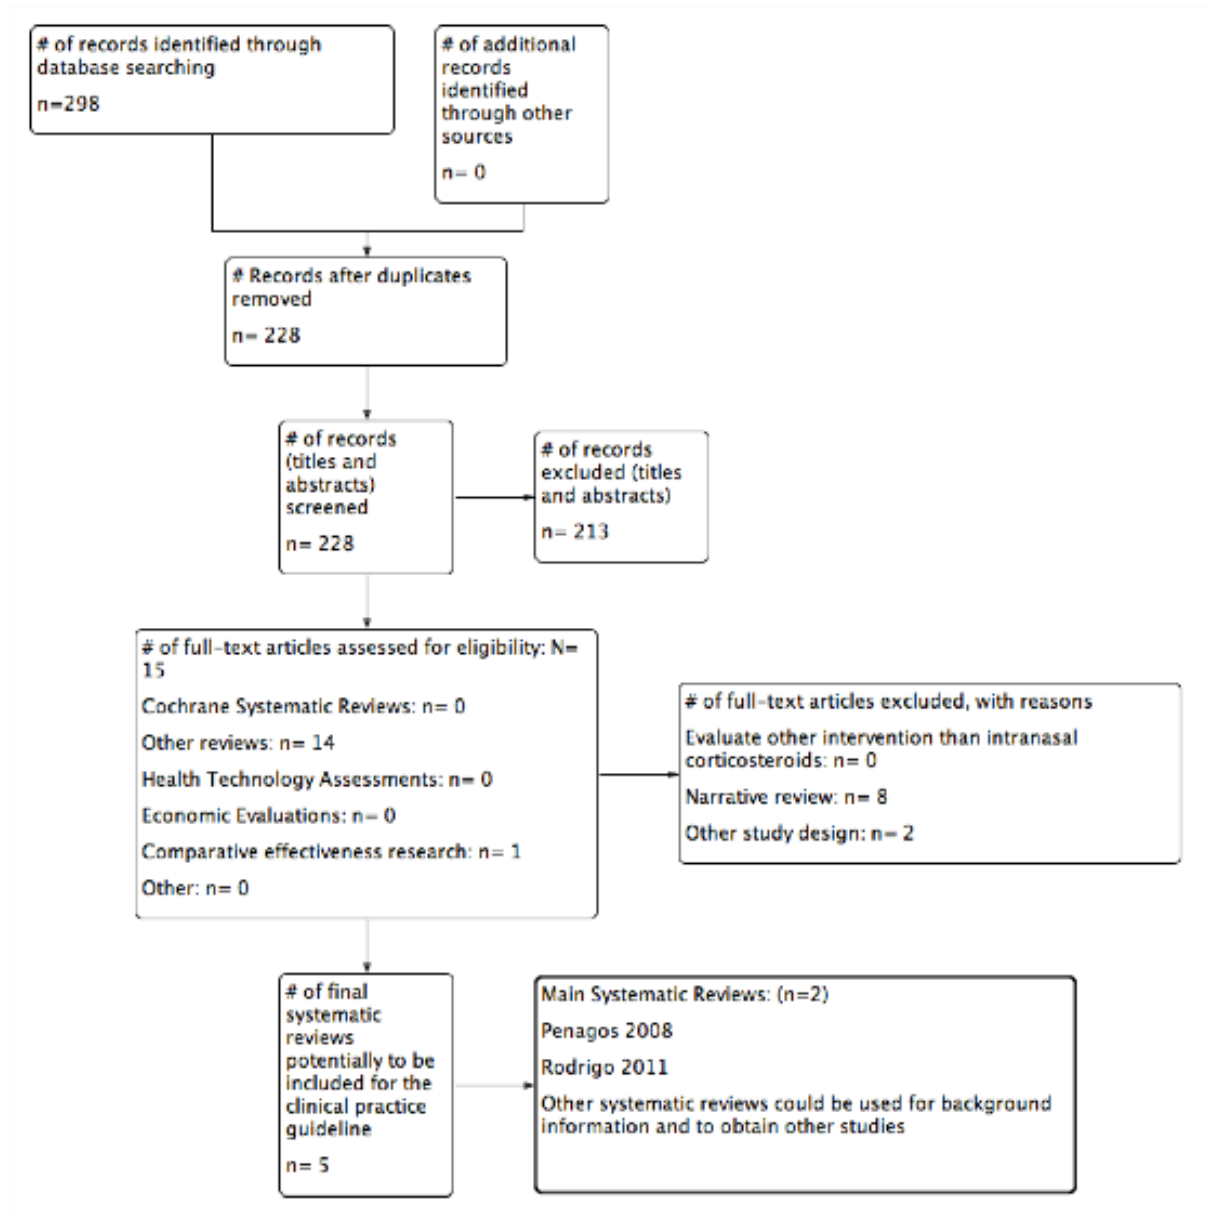 # of records identified through
database searching
n=298
# of additional
records
identified
through other
sources
n= 0
# Records after duplicates
removed
n= 228
# of records
(titles and
abstracts)
screened
n= 228
# of records
excluded (titles
and abstracts)
n= 213
# of full-text articles assessed for eligibility: N=
15
Cochrane Systematic Reviews: n= 0
Other reviews: n= 14
Health Technology Assessments: n= 0
Economic Evaluations: n= 0
Comparative effectiveness research: n= 1
Other: n= 0
# of full-text articles excluded, with reasons
Evaluate other intervention than intranasal
corticosteroids: n= 0
Narrative review: n= 8
Other study design: n= 2
# of final
systematic
reviews
potentially to be
included for the
clinical practice
guideline
n= 5
Main Systematic Reviews: (n=2)
Penagos 2008
Rodrigo 2011
Other systematic reviews could be used for background
information and to obtain other studies